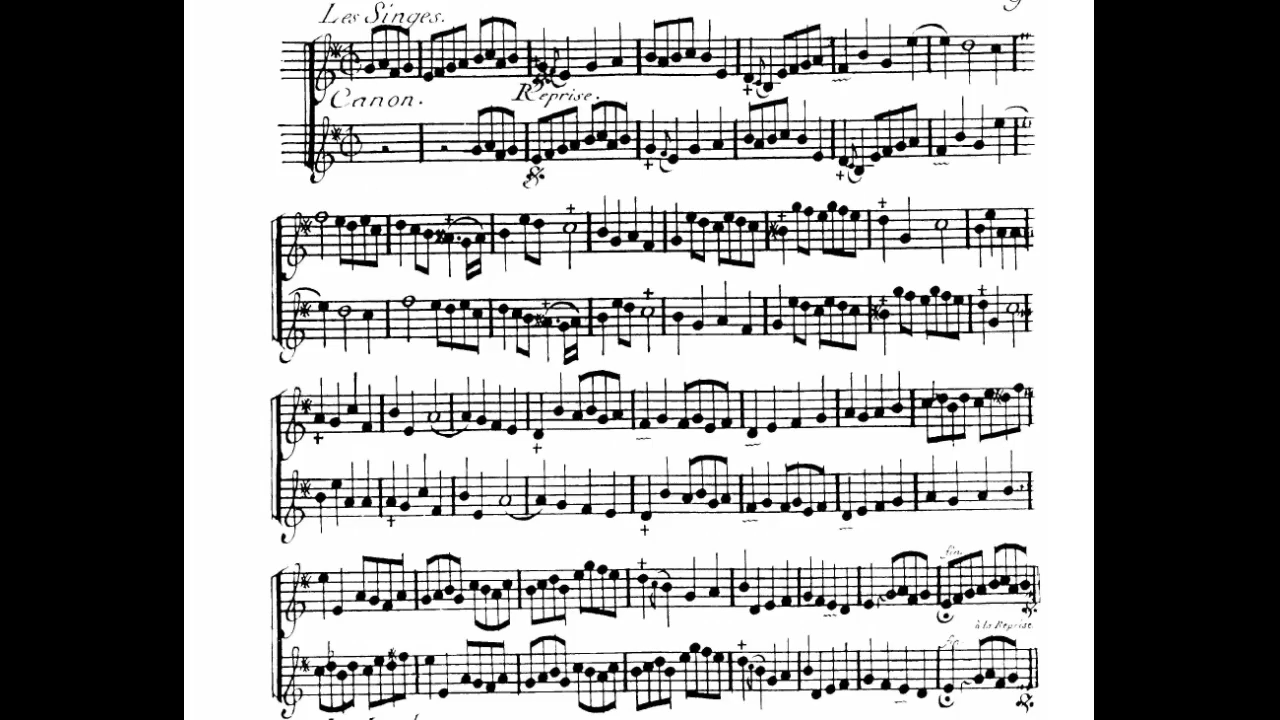 Les Singes.
9
Canon.
Reprise.
fin.
à la Reprise.
fin.